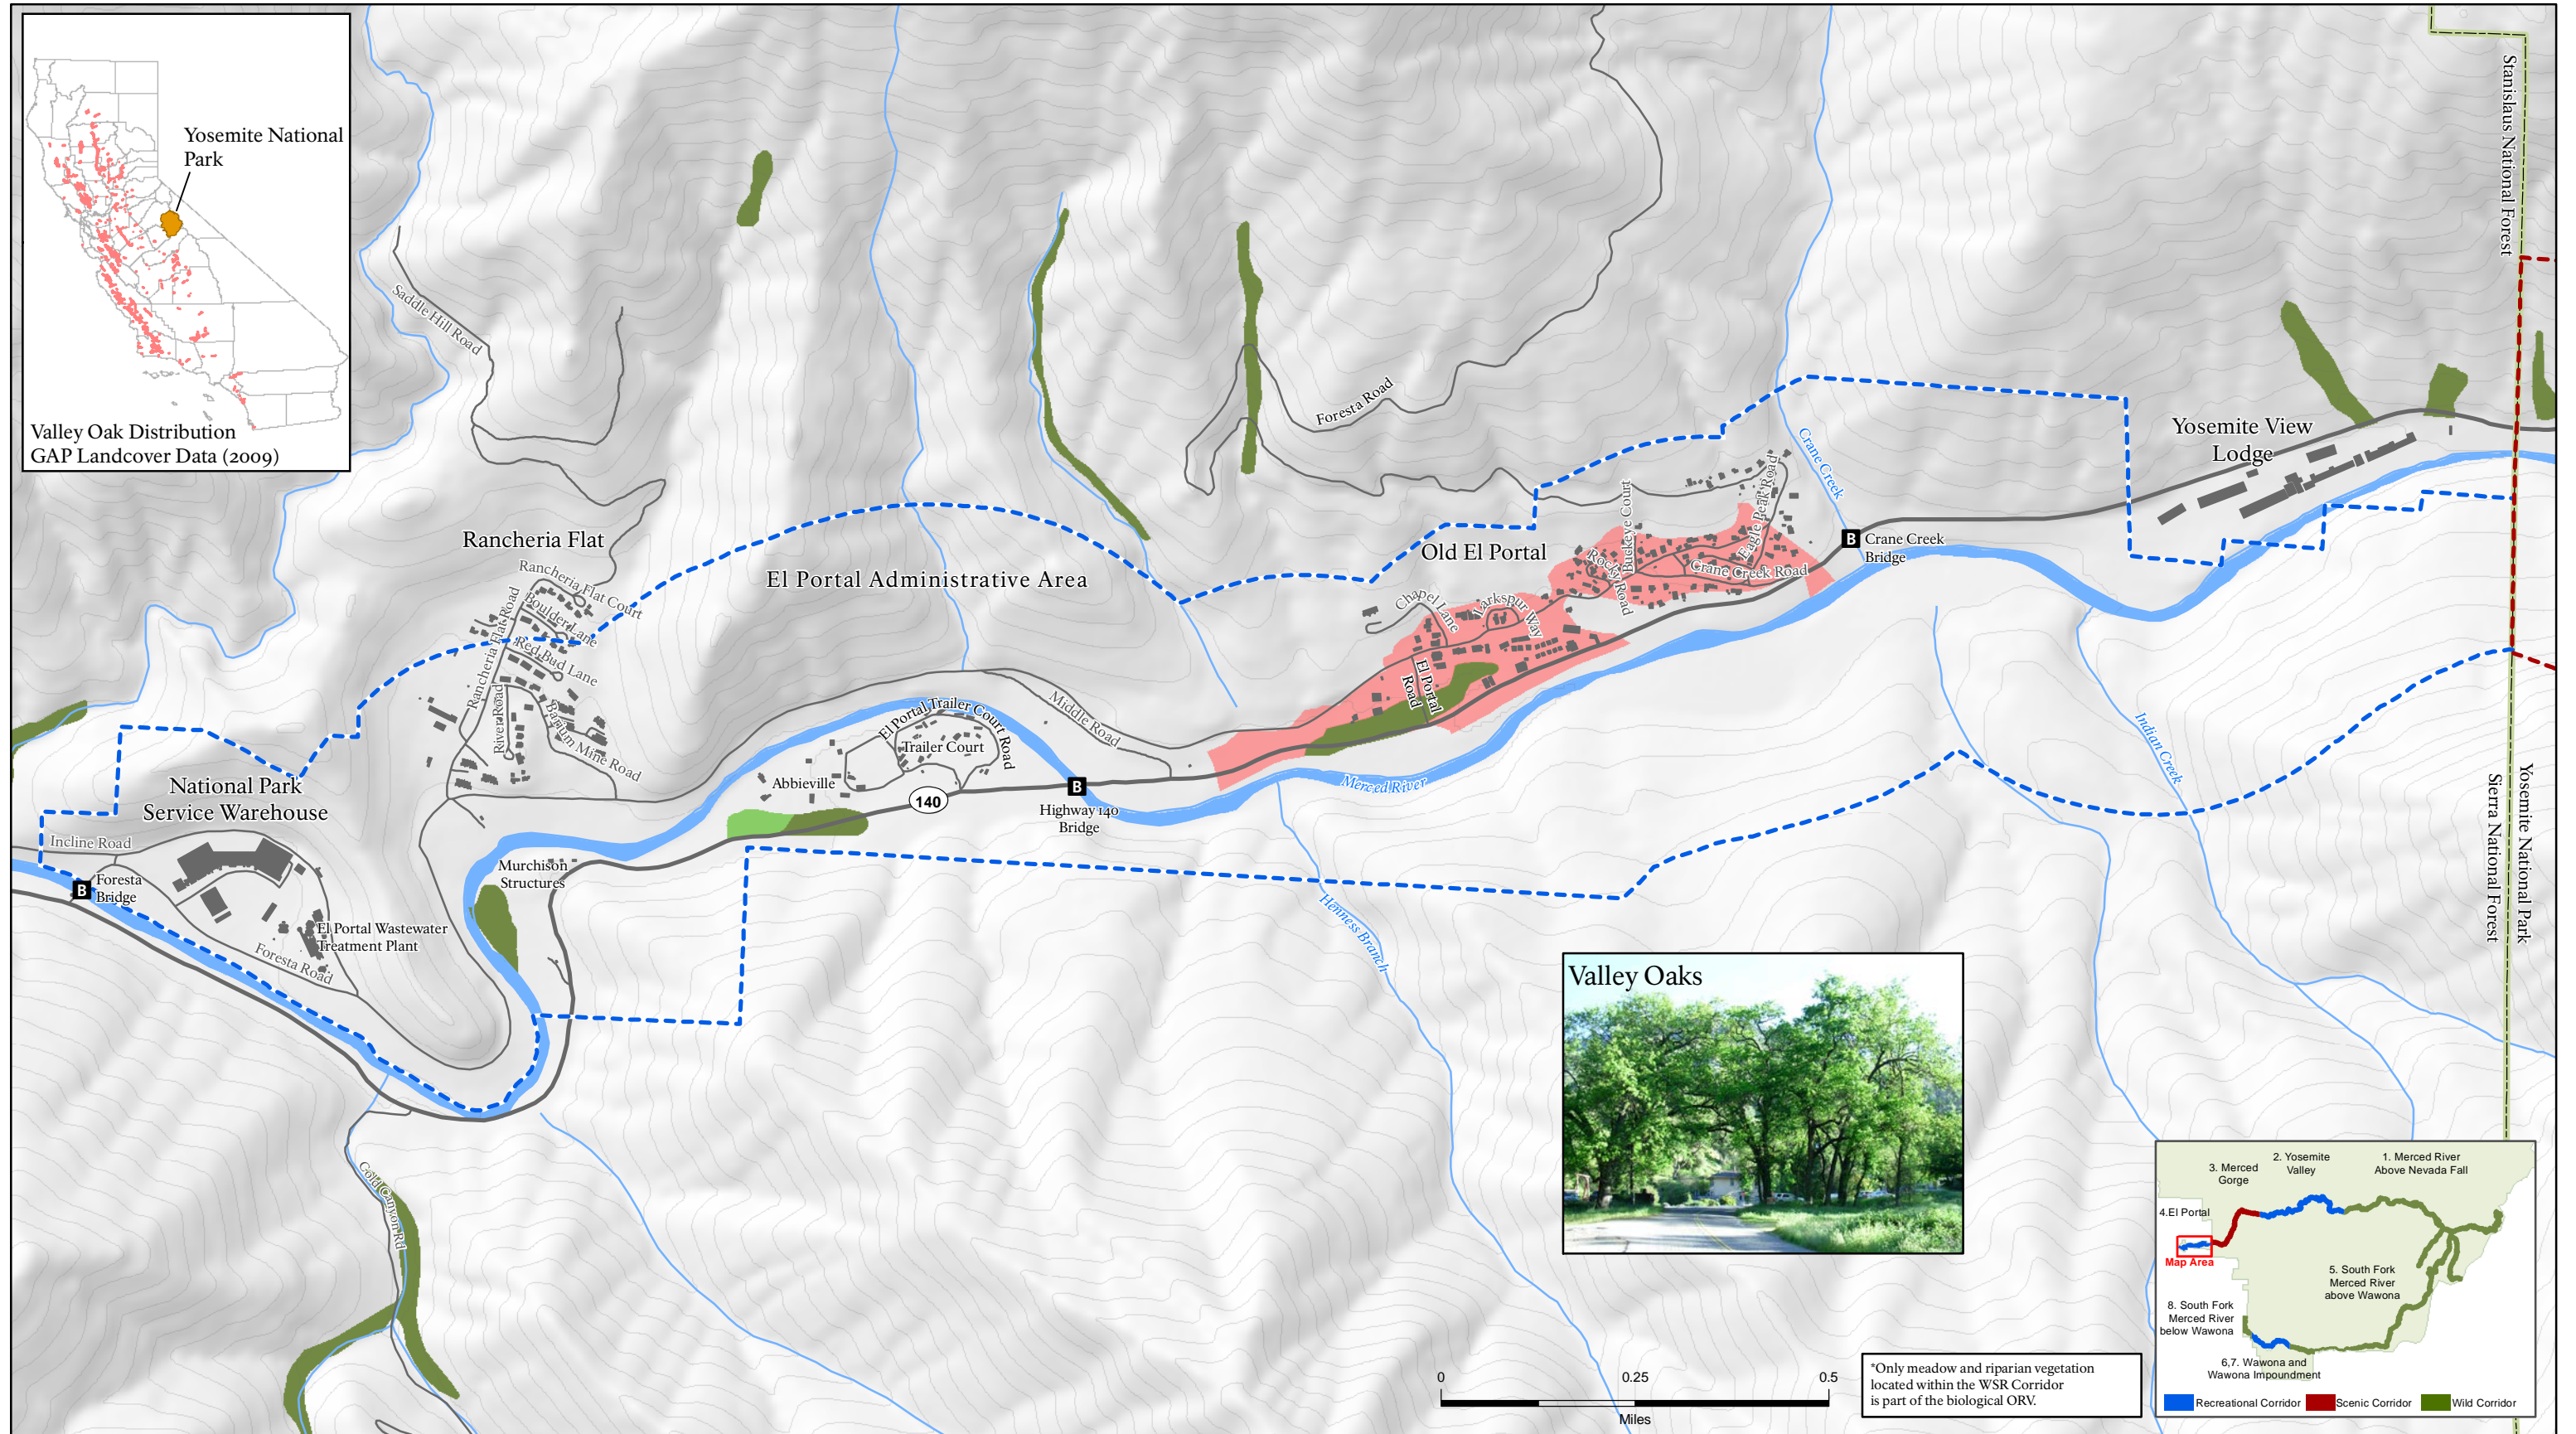 Yosemite National
Park
Valley Oak Distribution
GAP Landcover Data (2009)
Stanislaus National Forest
Saddle Hill Road
Foresta Road
Crane Creek
Yosemite View
Lodge
Rancheria Flat
Rancheria Flat Court
Rancheria Flat Road
Boulder Lane
Red Bud Lane
River Road
Barium Mine Road
El Portal Administrative Area
Old El Portal
Buckeye Court
Eagle Peak Road
Rocky Road
Crane Creek Road
Crane Creek
Bridge
B
Chapel Lane
Larkspur Way
El Portal
Road
Middle Road
El Portal Trailer Court Road
Trailer Court
Abbieville
140
B
Highway 140
Bridge
Merced River
Indian Creek
National Park
Service Warehouse
Incline Road
B
Foresta
Bridge
Murchison
Structures
El Portal Wastewater
Treatment Plant
Foresta Road
Henness Branch
Yosemite National Park
Sierra National Forest
Cold Canyon Rd
Valley Oaks
0
0.25
0.5
Miles
*Only meadow and riparian vegetation
located within the WSR Corridor
is part of the biological ORV.
1. Merced River
Above Nevada Fall
2. Yosemite
Valley
3. Merced
Gorge
4.El Portal
Map Area
5. South Fork
Merced River
above Wawona
8. South Fork
Merced River
below Wawona
6,7. Wawona and
Wawona Impoundment
Recreational Corridor
Scenic Corridor
Wild Corridor